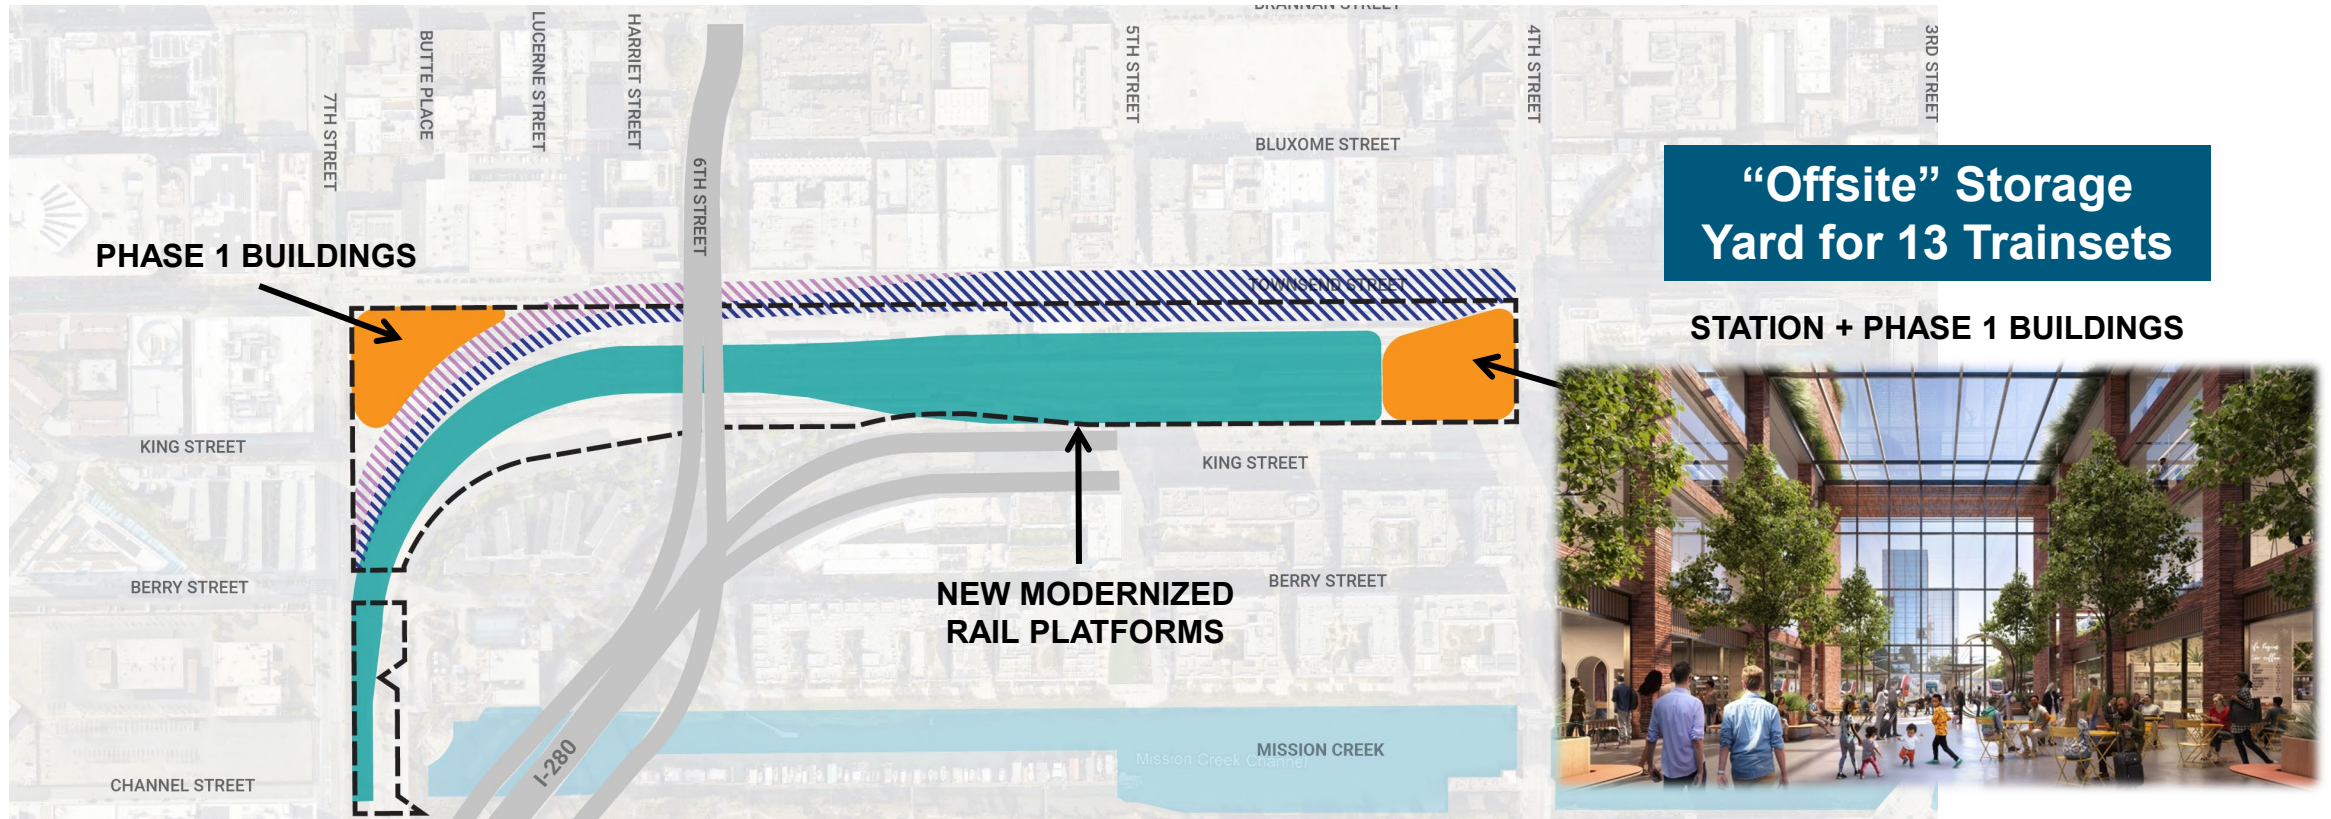 BRANNAN STREET
BUTTE PLACE
LUCERNE STREET
HARRIET STREET
5TH STREET
4TH STREET
3RD STREET
7TH STREET
6TH STREET
BLUXOME STREET
“Offsite” Storage
Yard for 13 Trainsets
PHASE 1 BUILDINGS
TOWNSEND STREET
STATION + PHASE 1 BUILDINGS
KING STREET
KING STREET
NEW MODERNIZED
RAIL PLATFORMS
BERRY STREET
BERRY STREET
I-280
MISSION CREEK
Mission Creek Channel
CHANNEL STREET